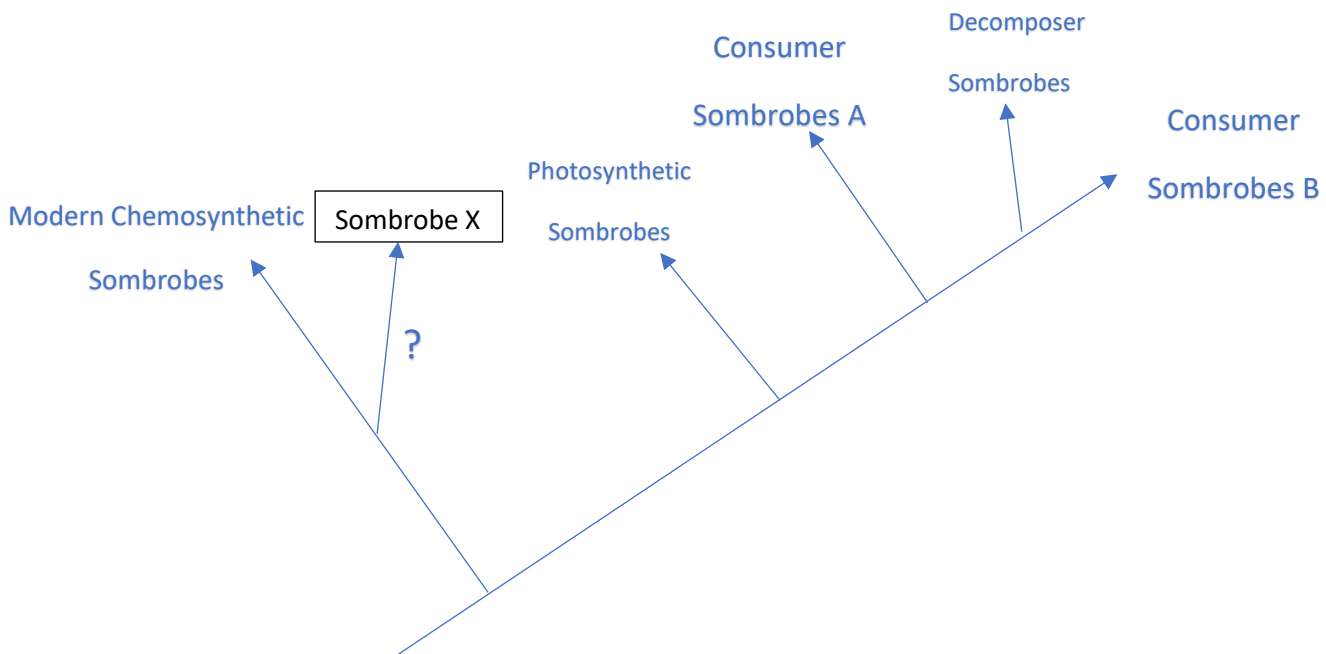 Decomposer
Sombrobes
Consumer
Sombrobes A
Consumer
Sombrobes B
Photosynthetic
Sombrobes
Modern Chemosynthetic
Sombrobes
Sombrobe X
?